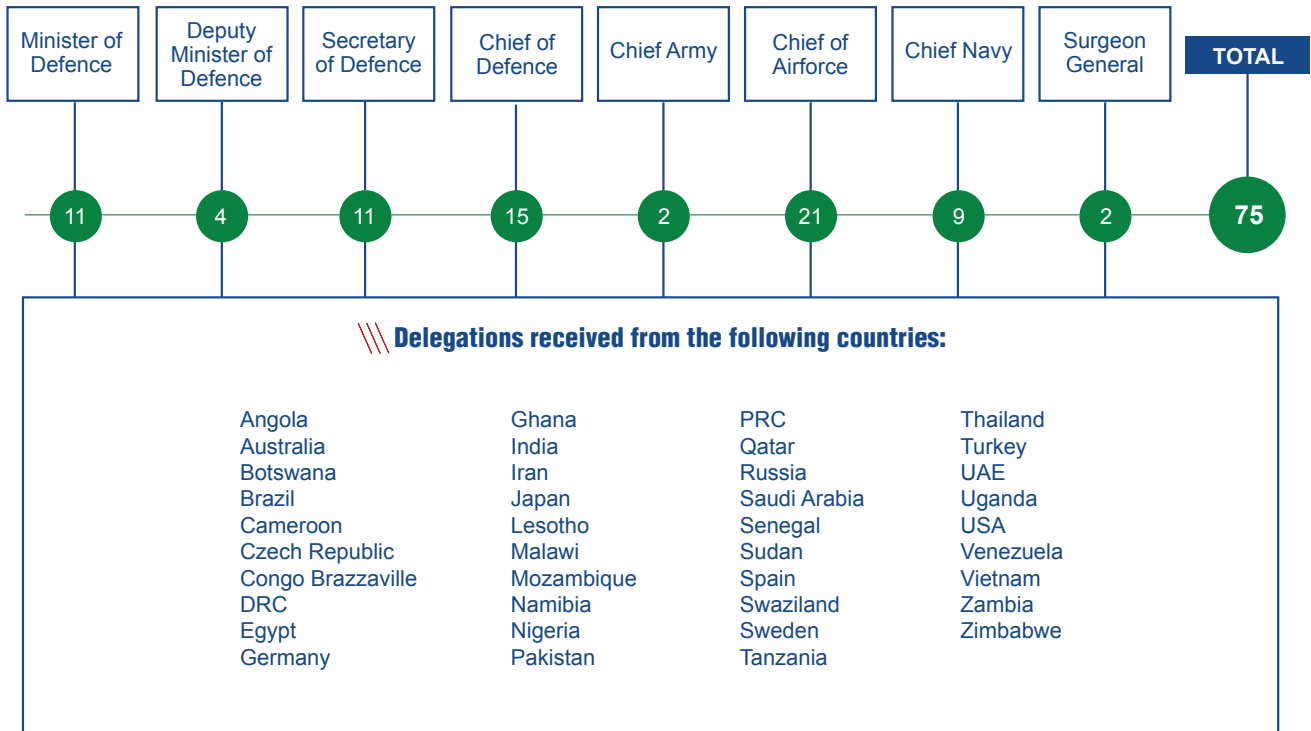 Minister of
Defence
Deputy
Minister of
Defence
Secretary
of Defence
Chief of
Defence
Chief Army
Chief of
Airforce
Chief Navy
Surgeon
General
TOTAL
11
4
11
15
2
21
9
2
75
Delegations received from the following countries:
Angola
Australia
Botswana
Brazil
Cameroon
Czech Republic
Congo Brazzaville
DRC
Egypt
Germany
Ghana
India
Iran
Japan
Lesotho
Malawi
Mozambique
Namibia
Nigeria
Pakistan
PRC
Qatar
Russia
Saudi Arabia
Senegal
Sudan
Spain
Swaziland
Sweden
Tanzania
Thailand
Turkey
UAE
Uganda
USA
Venezuela
Vietnam
Zambia
Zimbabwe